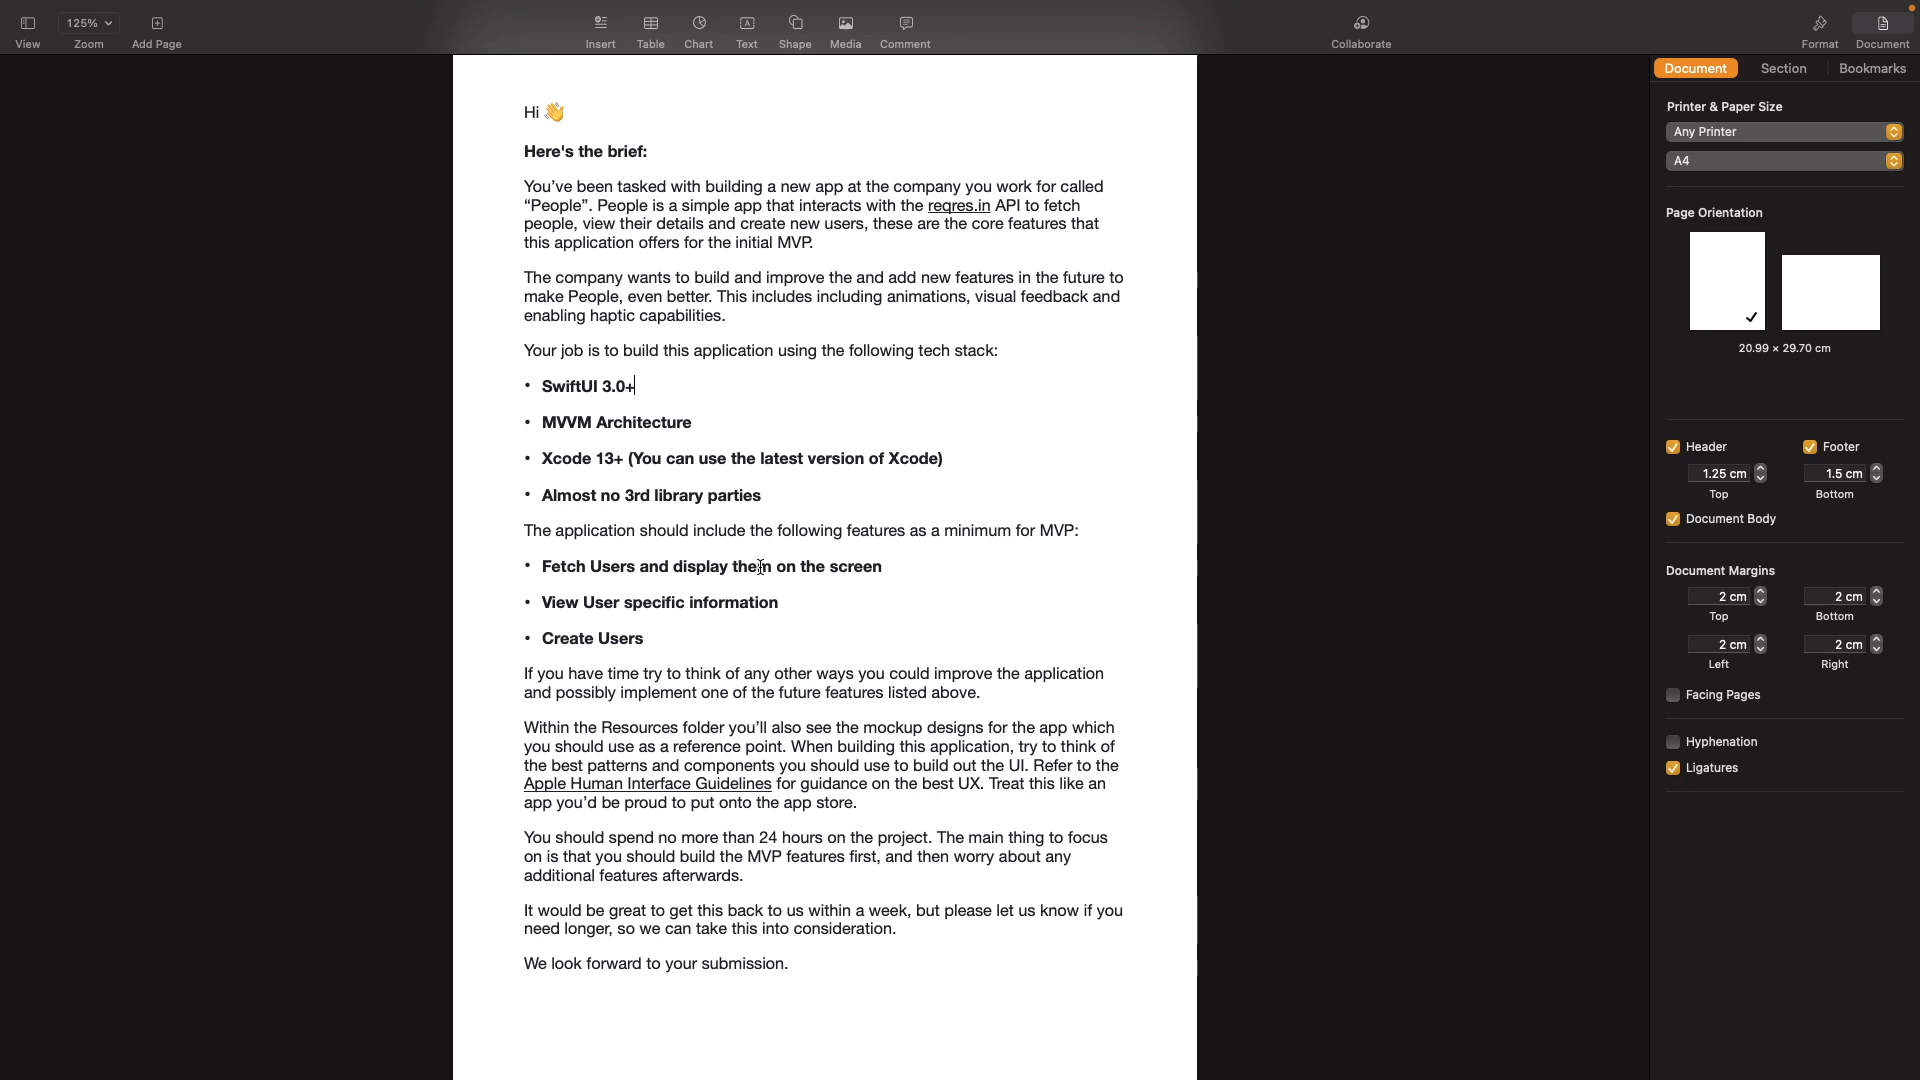 125%
View
Zoom
Add Page
Insert
Table
Chart
A
Text
Shape
Media
Comment
Collaborate
Format
Document
Document
Section
Bookmarks
Hi 👋
Here's the brief:
You’ve been tasked with building a new app at the company you work for called
“People”. People is a simple app that interacts with the reqres.in API to fetch
people, view their details and create new users, these are the core features that
this application offers for the initial MVP.
The company wants to build and improve the and add new features in the future to
make People, even better. This includes including animations, visual feedback and
enabling haptic capabilities.
Your job is to build this application using the following tech stack:
• SwiftUI 3.0+
• MVVM Architecture
• Xcode 13+ (You can use the latest version of Xcode)
• Almost no 3rd library parties
The application should include the following features as a minimum for MVP:
• Fetch Users and display them on the screen
• View User specific information
• Create Users
If you have time try to think of any other ways you could improve the application
and possibly implement one of the future features listed above.
Within the Resources folder you’ll also see the mockup designs for the app which
you should use as a reference point. When building this application, try to think of
the best patterns and components you should use to build out the UI. Refer to the
Apple Human Interface Guidelines for guidance on the best UX. Treat this like an
app you’d be proud to put onto the app store.
You should spend no more than 24 hours on the project. The main thing to focus
on is that you should build the MVP features first, and then worry about any
additional features afterwards.
It would be great to get this back to us within a week, but please let us know if you
need longer, so we can take this into consideration.
We look forward to your submission.
Printer & Paper Size
Any Printer
A4
Page Orientation
20.99 × 29.70 cm
Header
Footer
1.25 cm
1.5 cm
Top
Bottom
Document Body
Document Margins
2 cm
2 cm
Top
Bottom
2 cm
2 cm
Left
Right
Facing Pages
Hyphenation
Ligatures